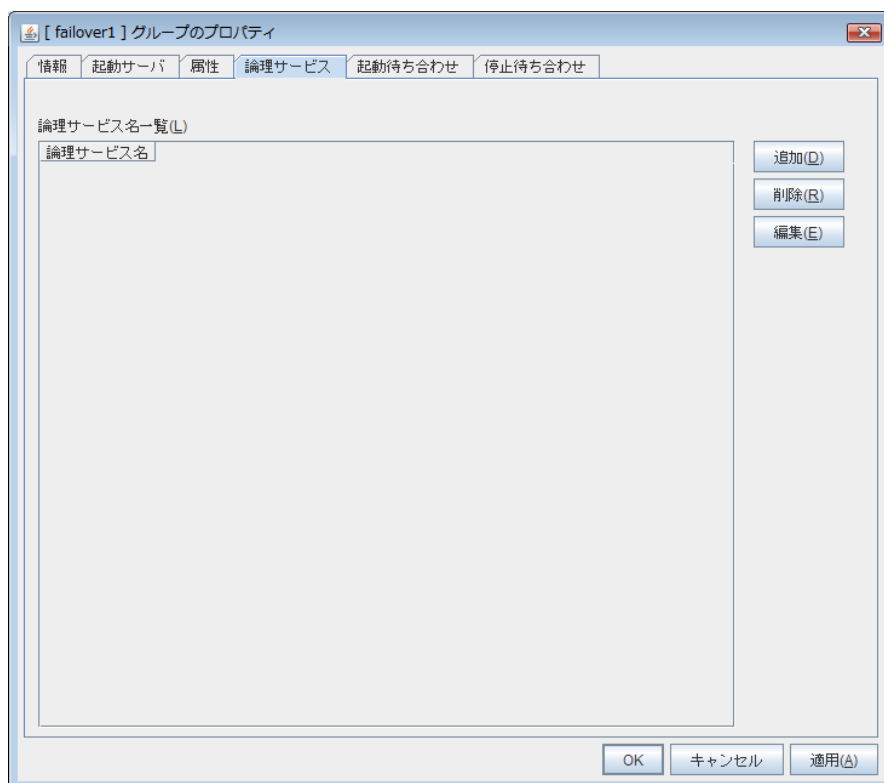 [ failover1 ] グループのプロパティ
情報 起動サーバ 属性 論理サービス 起動待ち合わせ 停止待ち合わせ
論理サービス名一覧(L)
論理サービス名
追加(D)
削除(R)
編集(E)
OK キャンセル 適用(A)